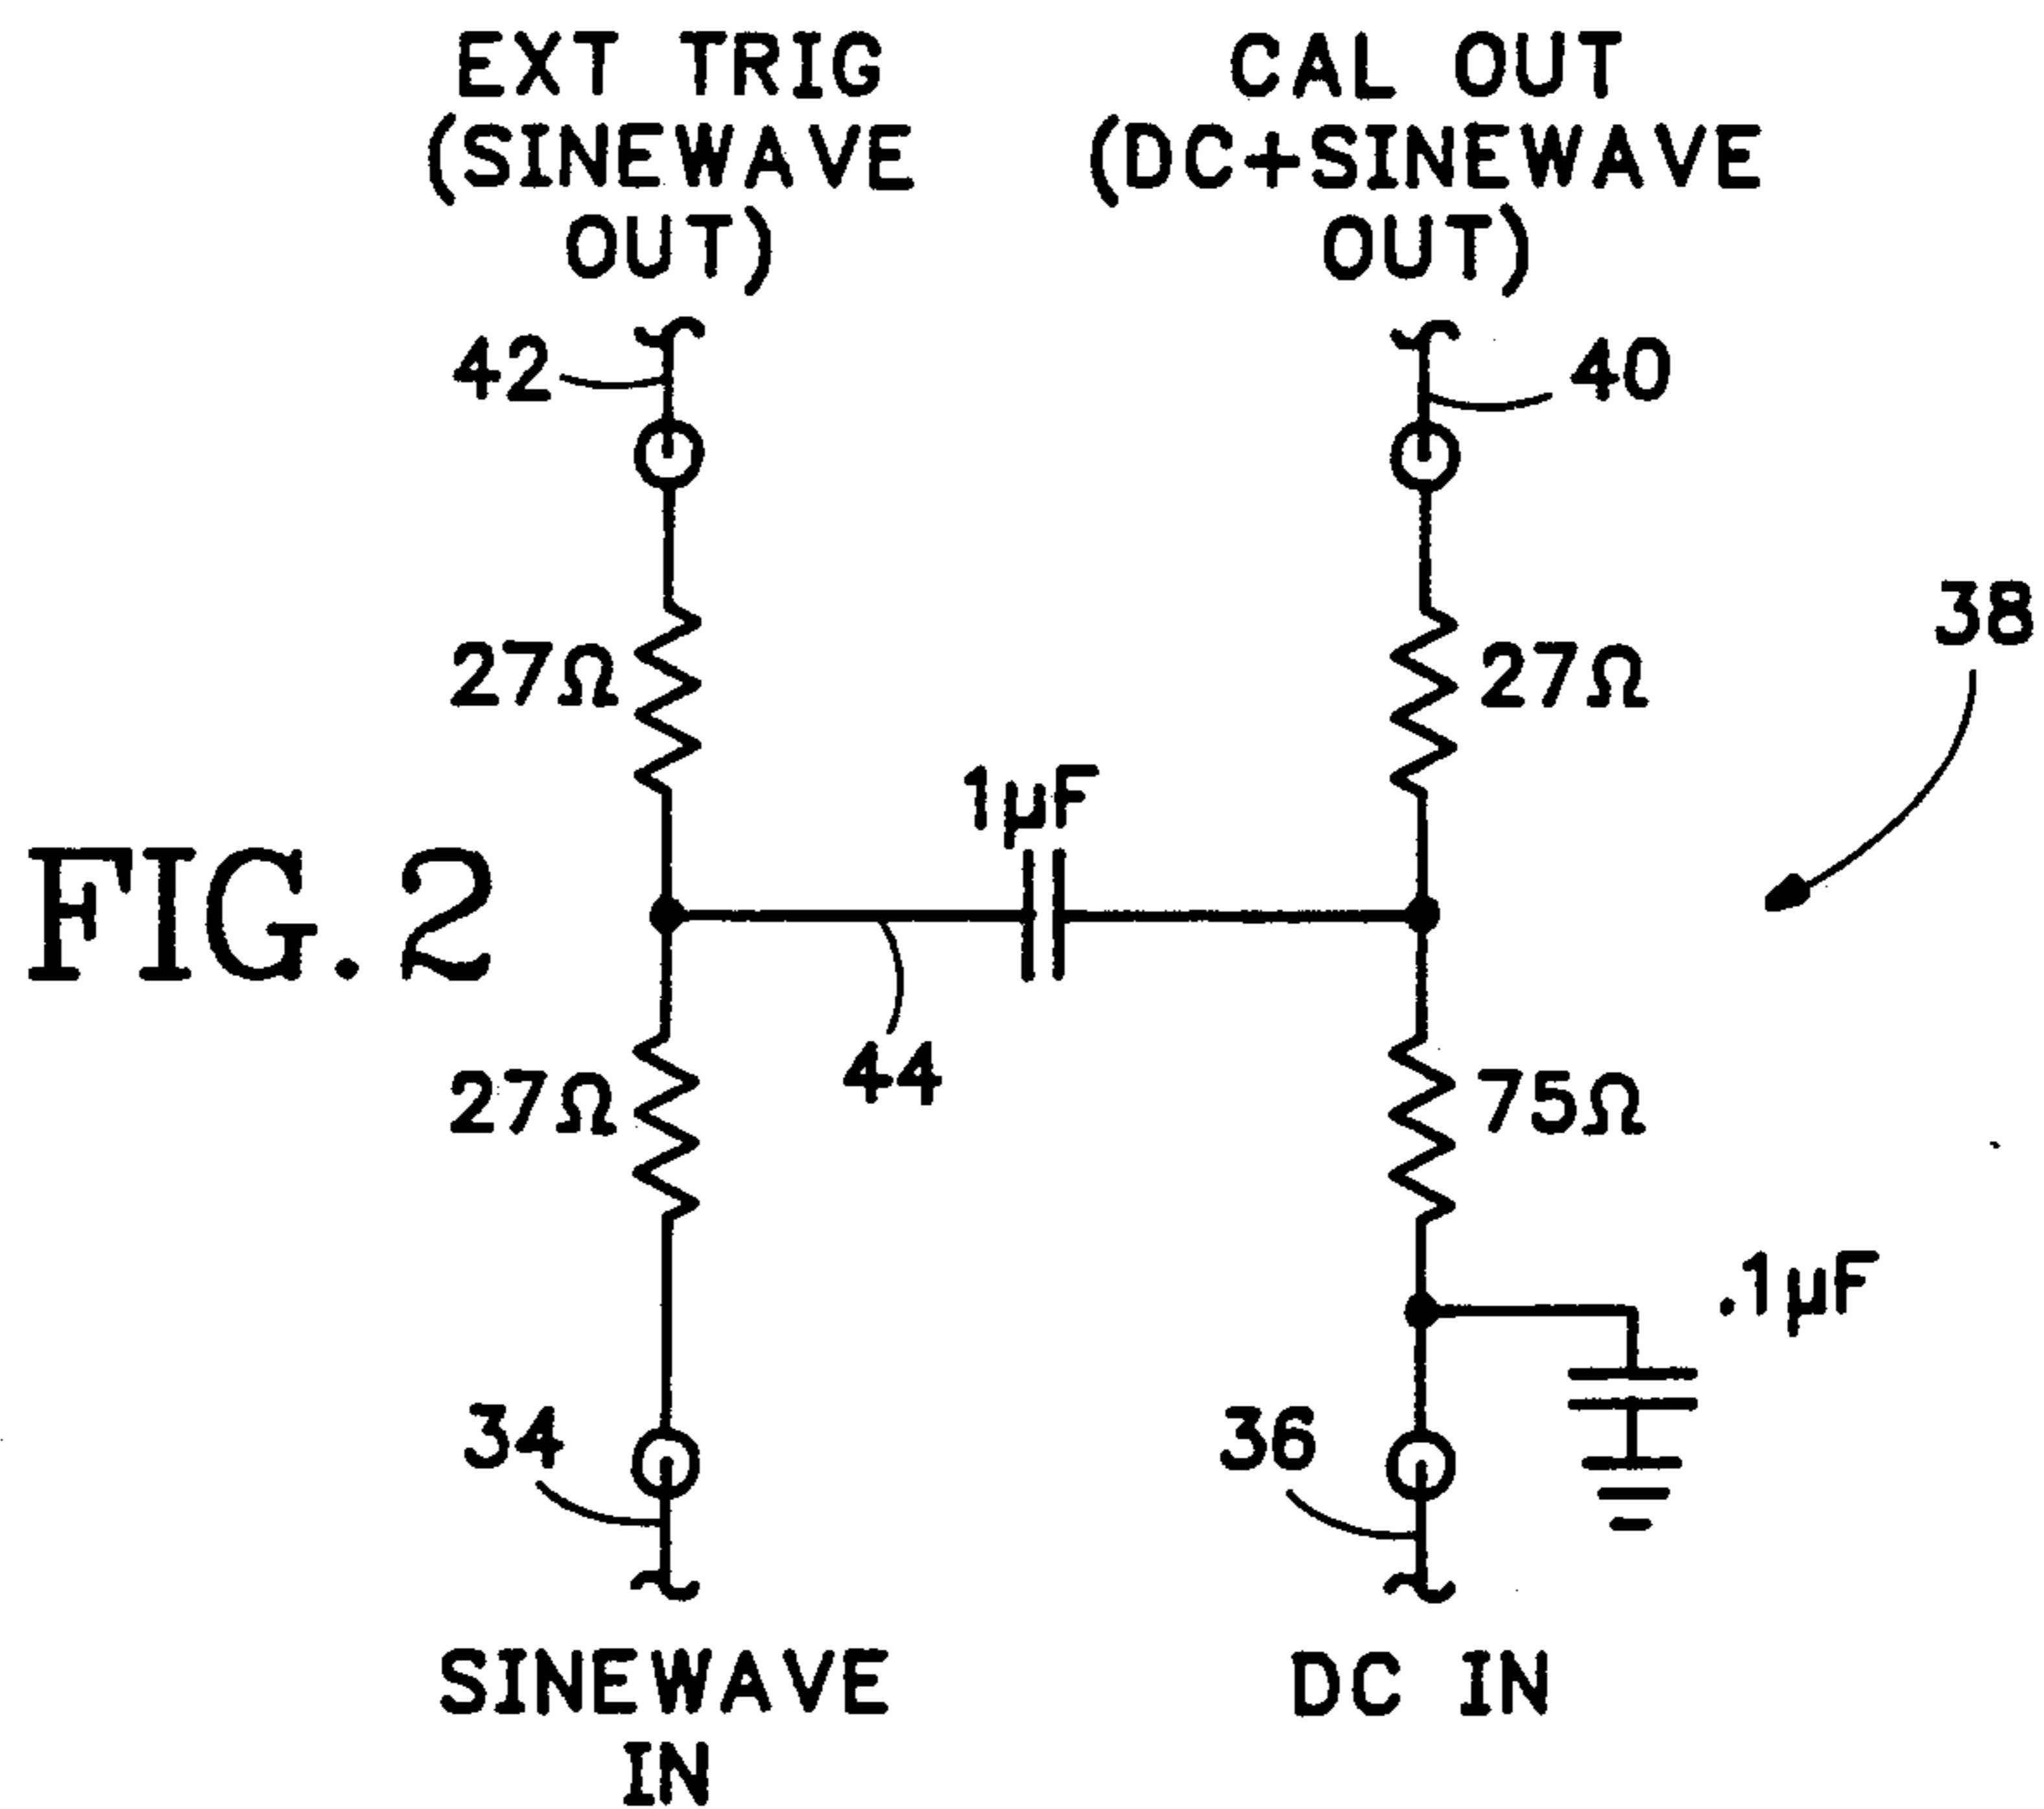 EXT TRIG
(SINEWAVE
OUT)
CAL OUT
(DC+SINEWAVE
OUT)
42
40
38
27Ω
27Ω
1µF
FIG. 2
44
27Ω
75Ω
.1µF
34
36
SINEWAVE
IN
DC IN